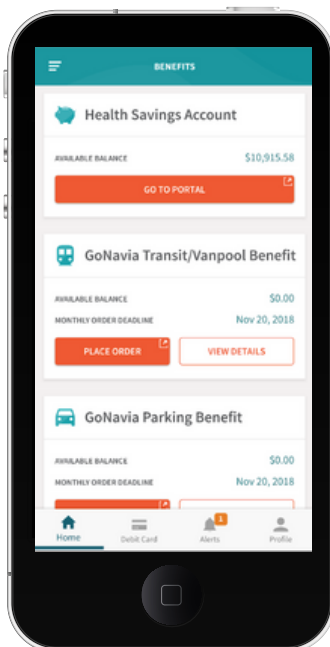 BENEFITS
Health Savings Account
AVAILABLE BALANCE $10,915.58
GO TO PORTAL
GoNavia Transit/Vanpool Benefit
AVAILABLE BALANCE $0.00
MONTHLY ORDER DEADLINE Nov 20, 2018
PLACE ORDER VIEW DETAILS
GoNavia Parking Benefit
AVAILABLE BALANCE $0.00
MONTHLY ORDER DEADLINE Nov 20, 2018
1
Home Debit Card Alerts Profile